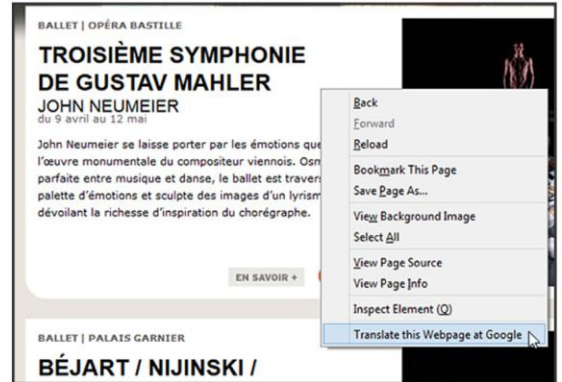 BALLET | OPÉRA BASTILLE
TROISIÈME SYMPHONIE
DE GUSTAV MAHLER
JOHN NEUMEIER
du 9 avril au 12 mai
John Neumeier se laisse porter par les émotions que
l'œuvre monumentale du compositeur viennois.
parfaite entre musique et danse, le ballet est
palette d'émotions et sculpte des images d'un
dévoilant la richesse d'inspiration du chorégraphe.
EN SAVOIR +
BALLET | PALAIS GARNIER
BÉJART / NIJINSKI /
Back
Forward
Reload
Bookmark This Page
Save Page As...
View Background Image
Select All
View Page Source
View Page Info
Inspect Element (Q)
Translate this Webpage at Google